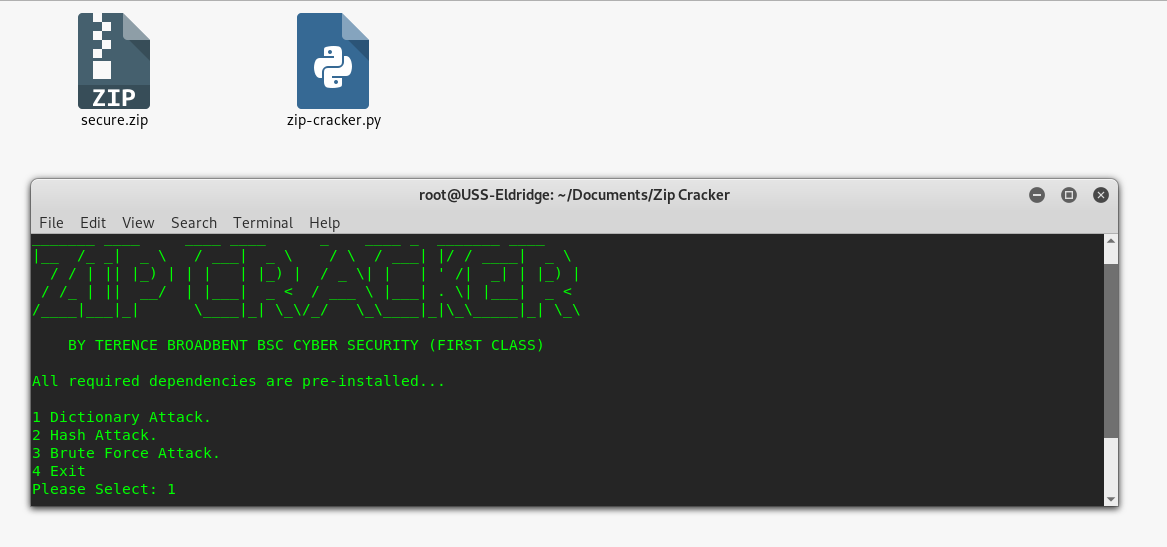 ZIP
secure.zip
zip-cracker.py
root@USS-Eldridge: ~/Documents/Zip Cracker
File Edit View Search Terminal Help
ZIP CRACKER
BY TERENCE BROADBENT BSC CYBER SECURITY (FIRST CLASS)
All required dependencies are pre-installed...
1 Dictionary Attack.
2 Hash Attack.
3 Brute Force Attack.
4 Exit
Please Select: 1